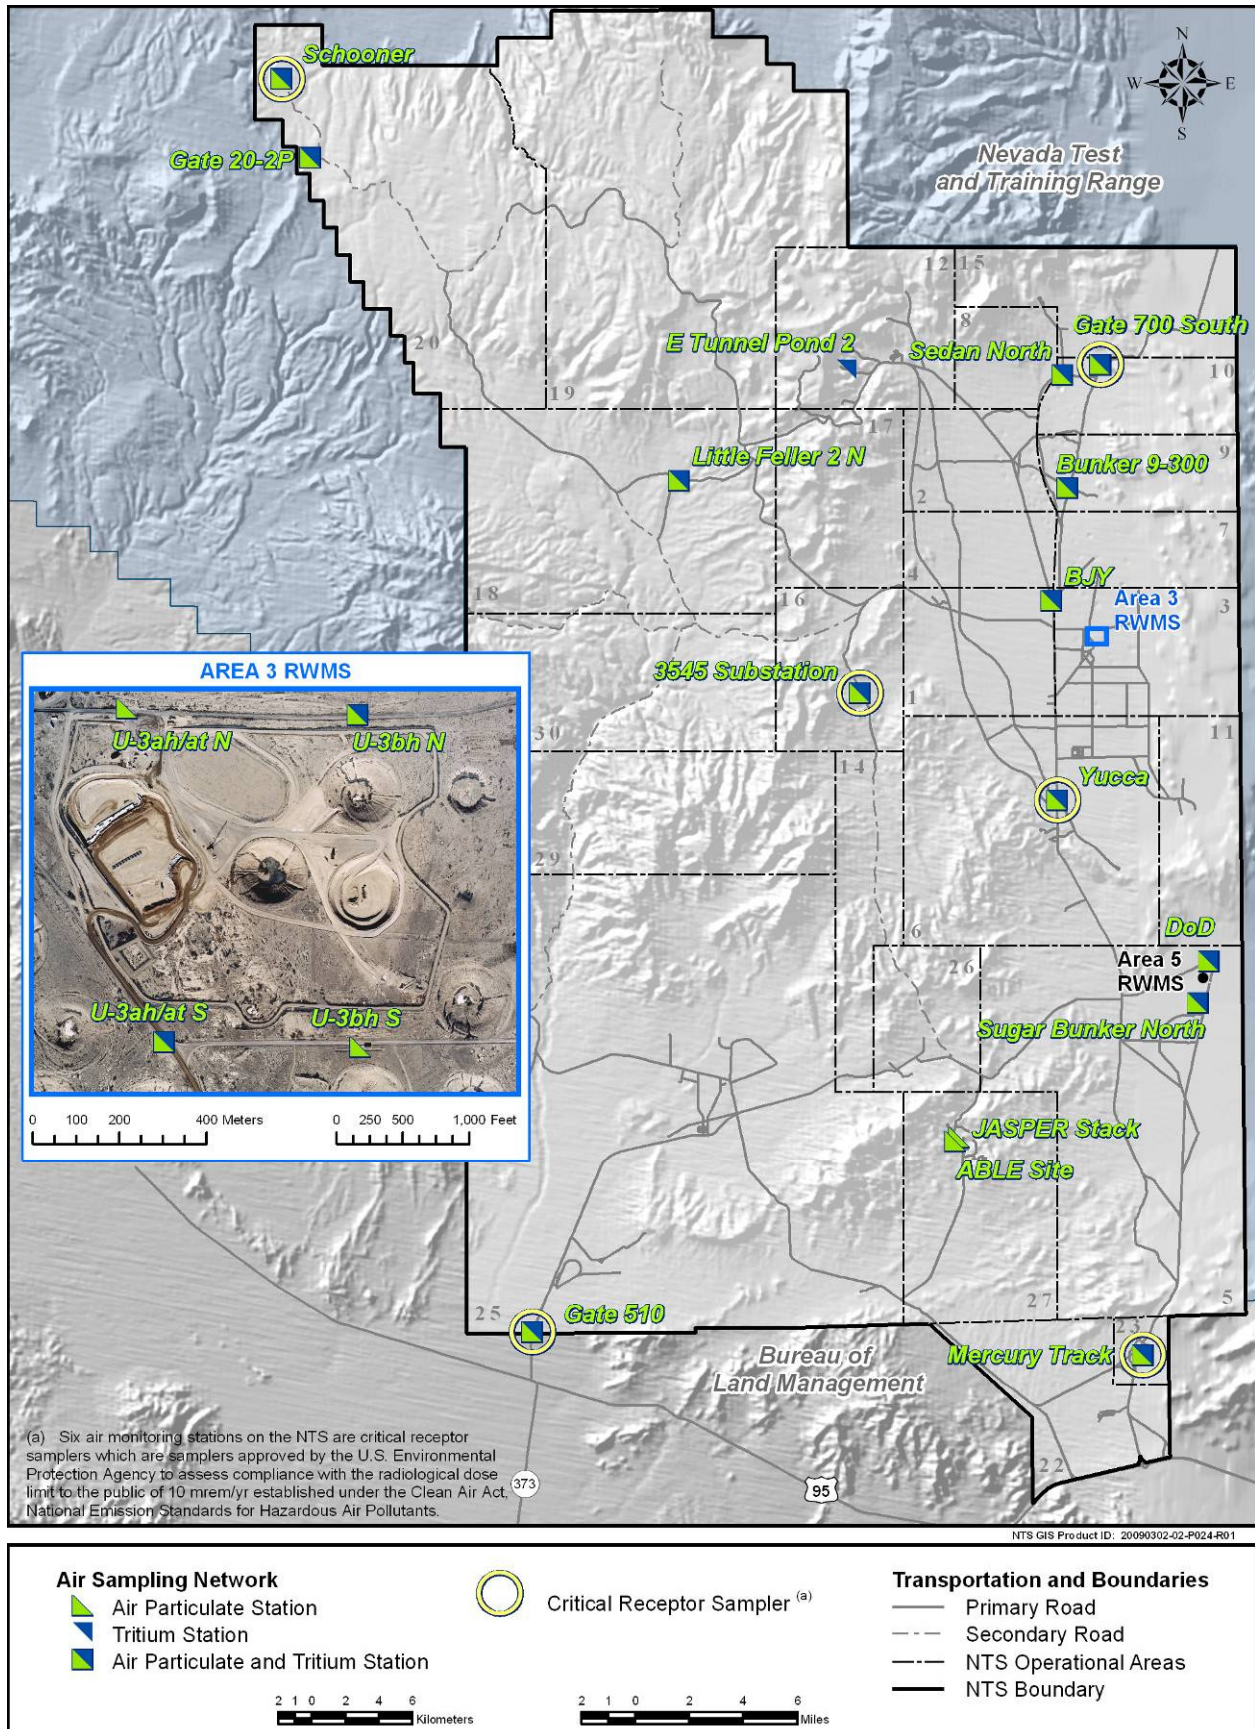 Schooner
N
W
E
S
Gate 20-2P
Nevada Test
and Training Range
12
15
8
Gate 700 South
E Tunnel Pond 2
Sedan North
20
10
19
17
Little Feller 2 N
9
Bunker 9-300
2
7
4
BJY
18
16
Area 3
RWMS
3
3545 Substation
AREA 3 RWMS
1
U-3ah/at N
U-3bh N
11
30
14
Yucca
29
6
DoD
26
Area 5
RWMS
U-3ah/at S
U-3bh S
Sugar Bunker North
0 100 200 400 Meters
0 250 500 1,000 Feet
JASPER Stack
ABLE Site
25
Gate 510
27
5
23
Mercury Track
Bureau of
Land Management
(a) Six air monitoring stations on the NTS are critical receptor
samplers which are samplers approved by the U.S. Environmental
Protection Agency to assess compliance with the radiological dose
limit to the public of 10 mrem/yr established under the Clean Air Act,
National Emission Standards for Hazardous Air Pollutants.
373
95
22
NTS GIS Product ID: 20090302-02-P024-R01
Air Sampling Network
Air Particulate Station
Tritium Station
Air Particulate and Tritium Station
Critical Receptor Sampler (a)
Transportation and Boundaries
Primary Road
Secondary Road
NTS Operational Areas
NTS Boundary
2 1 0 2 4 6
Kilometers
2 1 0 2 4 6
Miles